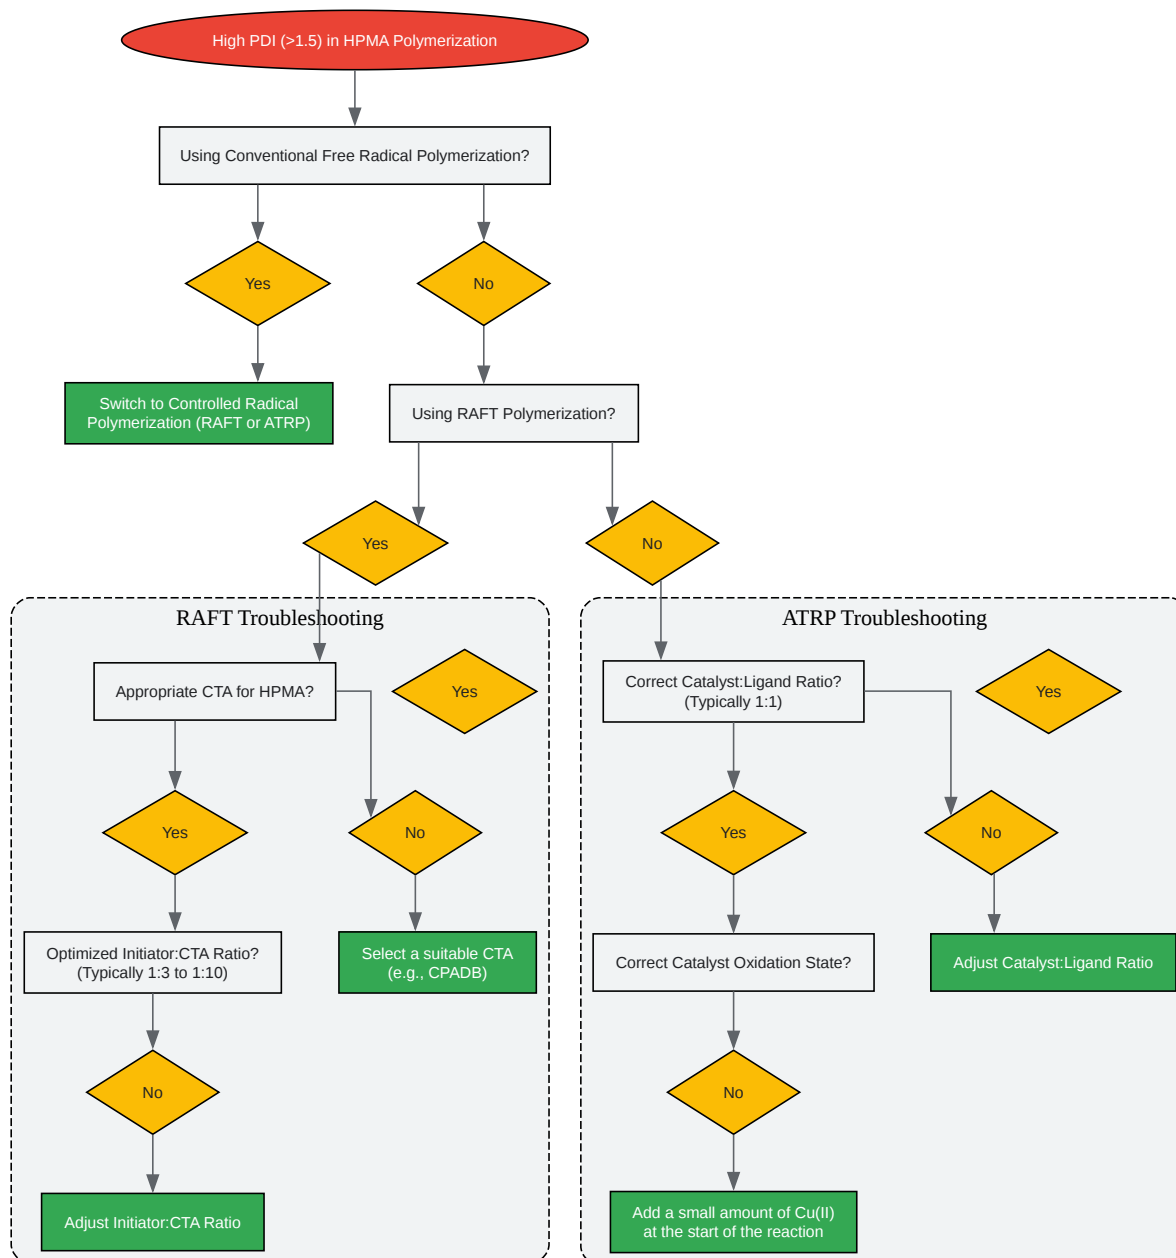 High PDI (>1.5) in HPMA Polymerization
Using Conventional Free Radical Polymerization?
Yes
No
Switch to Controlled Radical
Polymerization (RAFT or ATRP)
Using RAFT Polymerization?
Yes
No
RAFT Troubleshooting
Appropriate CTA for HPMA?
Yes
Yes
No
Optimized Initiator:CTA Ratio?
(Typically 1:3 to 1:10)
Select a suitable CTA
(e.g., CPADB)
No
Adjust Initiator:CTA Ratio
ATRP Troubleshooting
Correct Catalyst:Ligand Ratio?
(Typically 1:1)
Yes
Yes
No
Correct Catalyst Oxidation State?
Adjust Catalyst:Ligand Ratio
No
Add a small amount of Cu(II)
at the start of the reaction